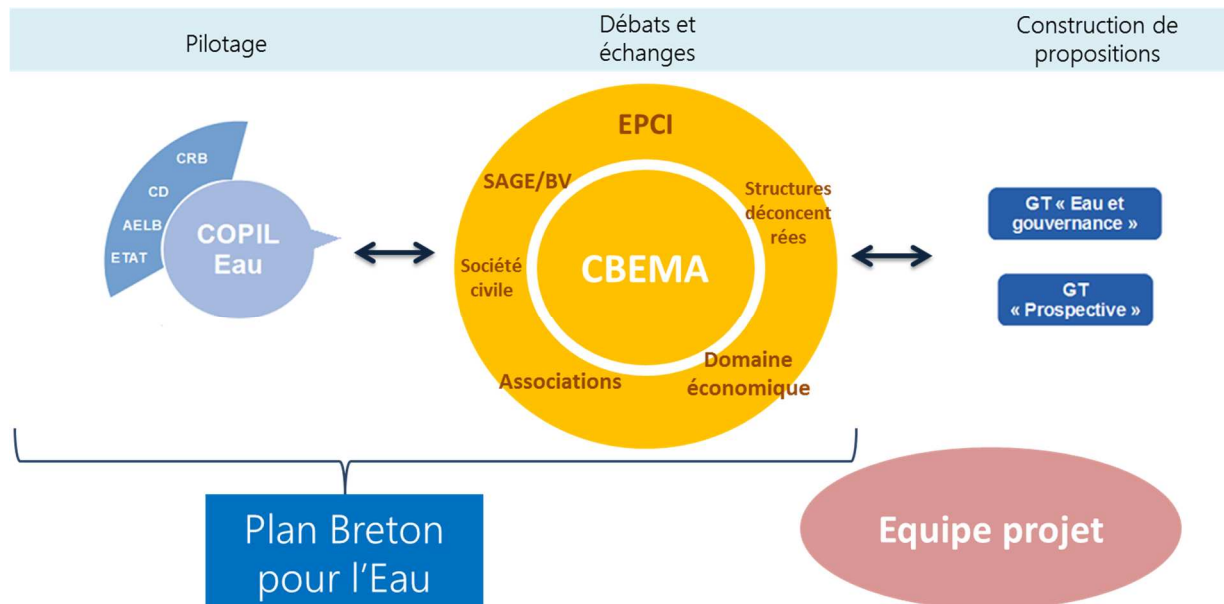 Pilotage
Débats et
échanges
Construction de
propositions
CRB
CD
AELB
ETAT
COPIL
Eau
EPCI
SAGE/BV
Structures
déconcent
rées
Société
civile
CBEMA
Associations
Domaine
économique
GT « Eau et
gouvernance »
GT
« Prospective »
Plan Breton
pour l’Eau
Equipe projet